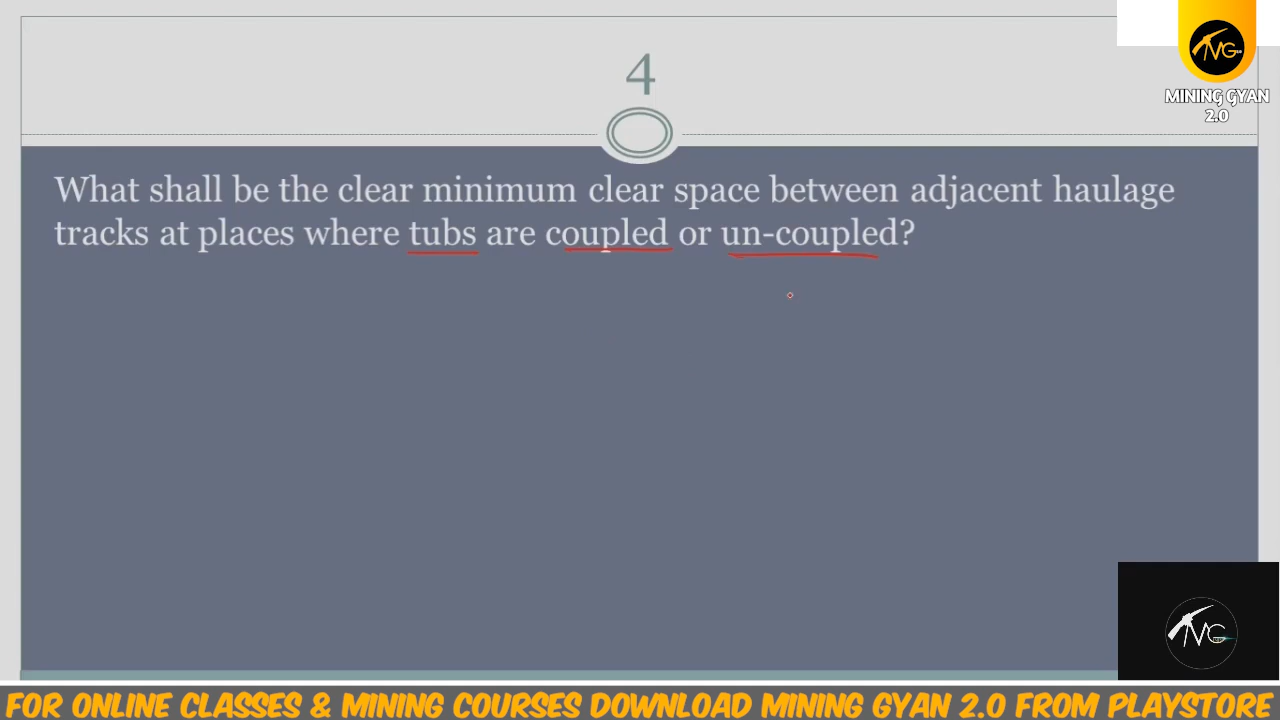 4
MINING GYAN
2.0
What shall be the clear minimum clear space between adjacent haulage
tracks at places where tubs are coupled or un-coupled?
FOR ONLINE CLASSES & MINING COURSES DOWNLOAD MINING GYAN 2.0 FROM PLAYSTORE